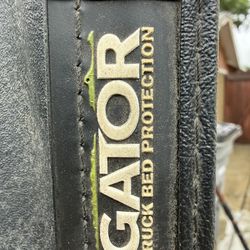 GATOR
TRUCK BED PROTECTION